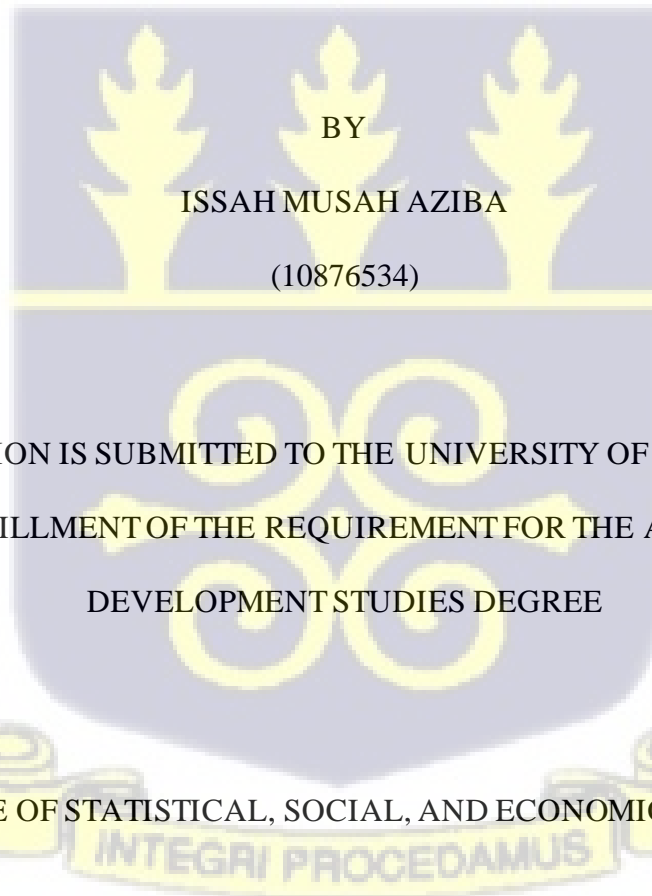 BY
ISSAH MUSAH AZIBA
(10876534)
ION IS SUBMITTED TO THE UNIVERSITY OF
ILLMENT OF THE REQUIREMENT FOR THE A
DEVELOPMENT STUDIES DEGREE
E OF STATISTICAL, SOCIAL, AND ECONOMIC
INTEGRI PROCEDAMUS